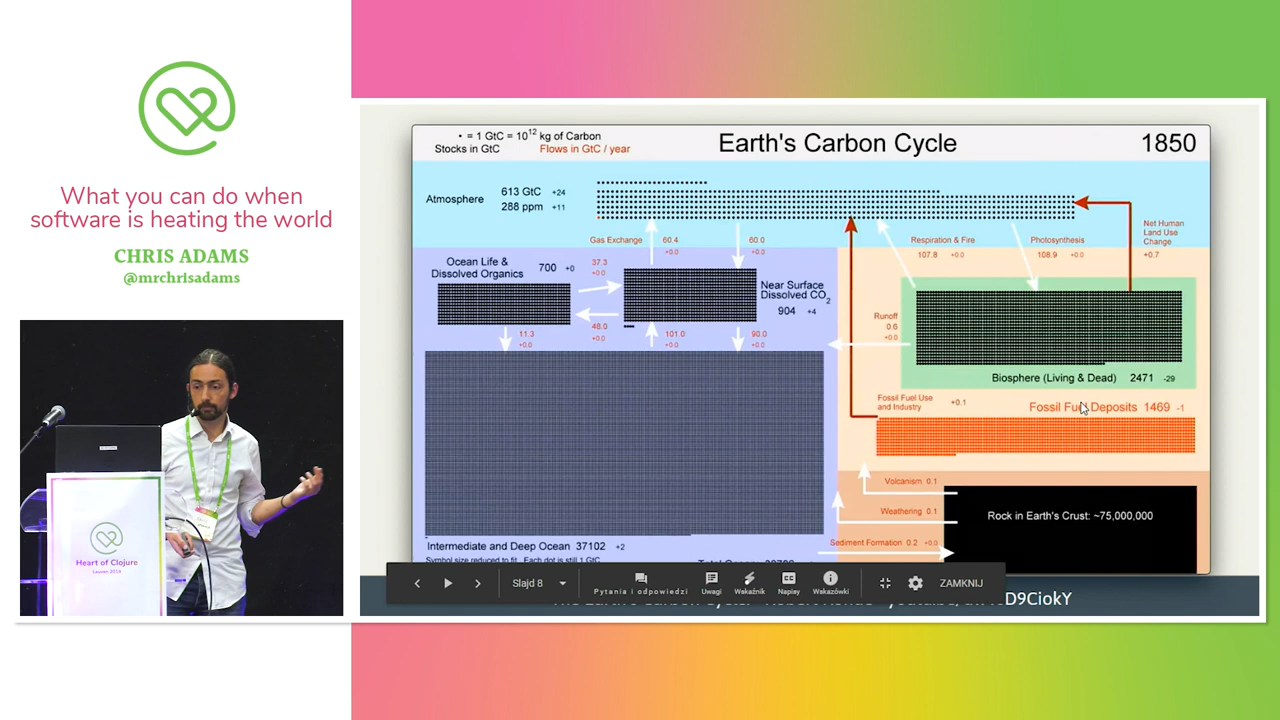 What you can do when
software is heating the world
CHRIS ADAMS
@mrchrisadams
Heart of Clojure
• = 1 GtC = 10¹² kg of Carbon
Stocks in GtC
Flows in GtC / year
Earth's Carbon Cycle
1850
Atmosphere
613 GtC +24
288 ppm +11
Gas Exchange
60.4
+0.0
60.0
+0.0
Respiration & Fire
107.8 +0.0
Photosynthesis
108.9 +0.0
Net Human
Land Use
Change
+0.7
Ocean Life &
Dissolved Organics
700 +0
37.3
+0.0
48.0
+0.0
Near Surface
Dissolved CO₂
904 +4
11.3
+0.0
101.0
+0.0
90.0
+0.0
Runoff
0.6
+0.0
Biosphere (Living & Dead) 2471 -29
Fossil Fuel Use
and Industry
+0.1
Fossil Fuel Deposits 1469 -1
Volcanism 0.1
Weathering 0.1
Sediment Formation 0.2 +0.0
Rock in Earth's Crust: ~75,000,000
Intermediate and Deep Ocean 37102 +2
Symbol size reduced to fit. Each dot is still 1 GtC
Slajd 8
Pytania i odpowiedzi
Uwagi
Wskaźnik
Napisy
Wskazówki
ZAMKNIJ
D9CiokY